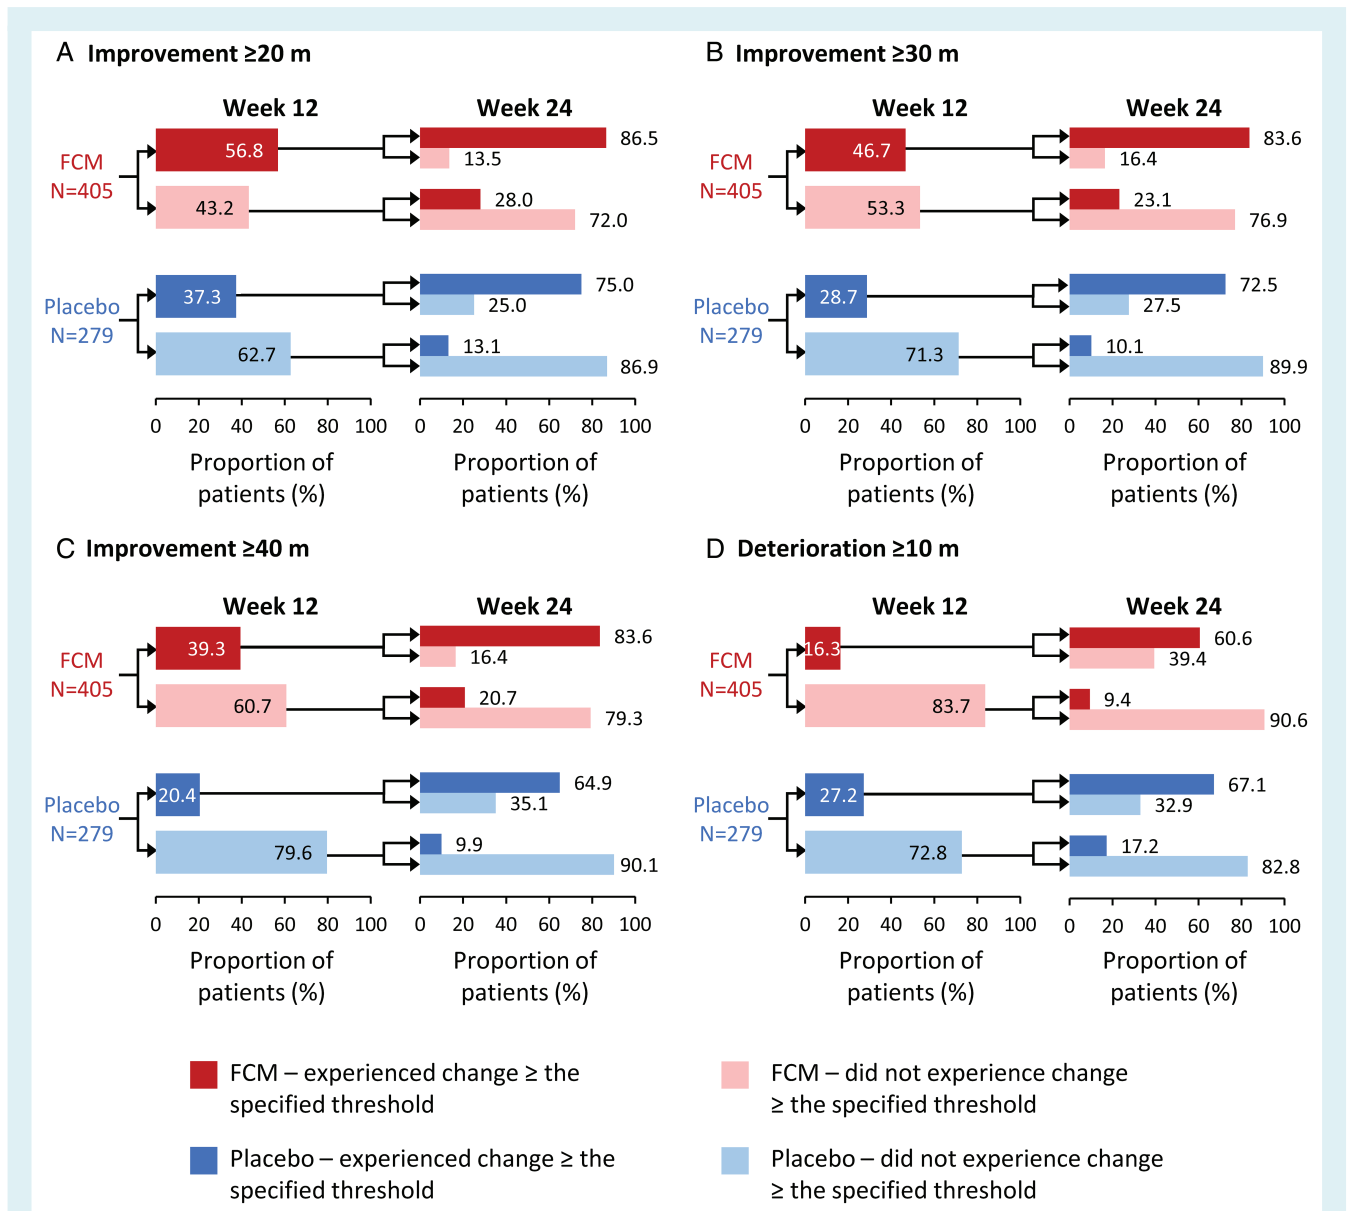 A Improvement ≥20 m
Week 12 Week 24
FCM
N=405
56.8
43.2
86.5
13.5
28.0
72.0
Placebo
N=279
37.3
62.7
75.0
25.0
13.1
86.9
0 20 40 60 80 100 0 20 40 60 80 100
Proportion of patients (%)
Proportion of patients (%)
B Improvement ≥30 m
Week 12 Week 24
FCM
N=405
46.7
53.3
83.6
16.4
23.1
76.9
Placebo
N=279
28.7
71.3
72.5
27.5
10.1
89.9
0 20 40 60 80 100 0 20 40 60 80 100
Proportion of patients (%)
Proportion of patients (%)
C Improvement ≥40 m
Week 12 Week 24
FCM
N=405
39.3
60.7
83.6
16.4
20.7
79.3
Placebo
N=279
20.4
79.6
64.9
35.1
9.9
90.1
0 20 40 60 80 100 0 20 40 60 80 100
Proportion of patients (%)
Proportion of patients (%)
D Deterioration ≥10 m
Week 12 Week 24
FCM
N=405
16.3
83.7
60.6
39.4
9.4
90.6
Placebo
N=279
27.2
72.8
67.1
32.9
17.2
82.8
0 20 40 60 80 100 0 20 40 60 80 100
Proportion of patients (%)
Proportion of patients (%)
FCM – experienced change ≥ the
specified threshold
FCM – did not experience change
≥ the specified threshold
Placebo – experienced change ≥ the
specified threshold
Placebo – did not experience change
≥ the specified threshold